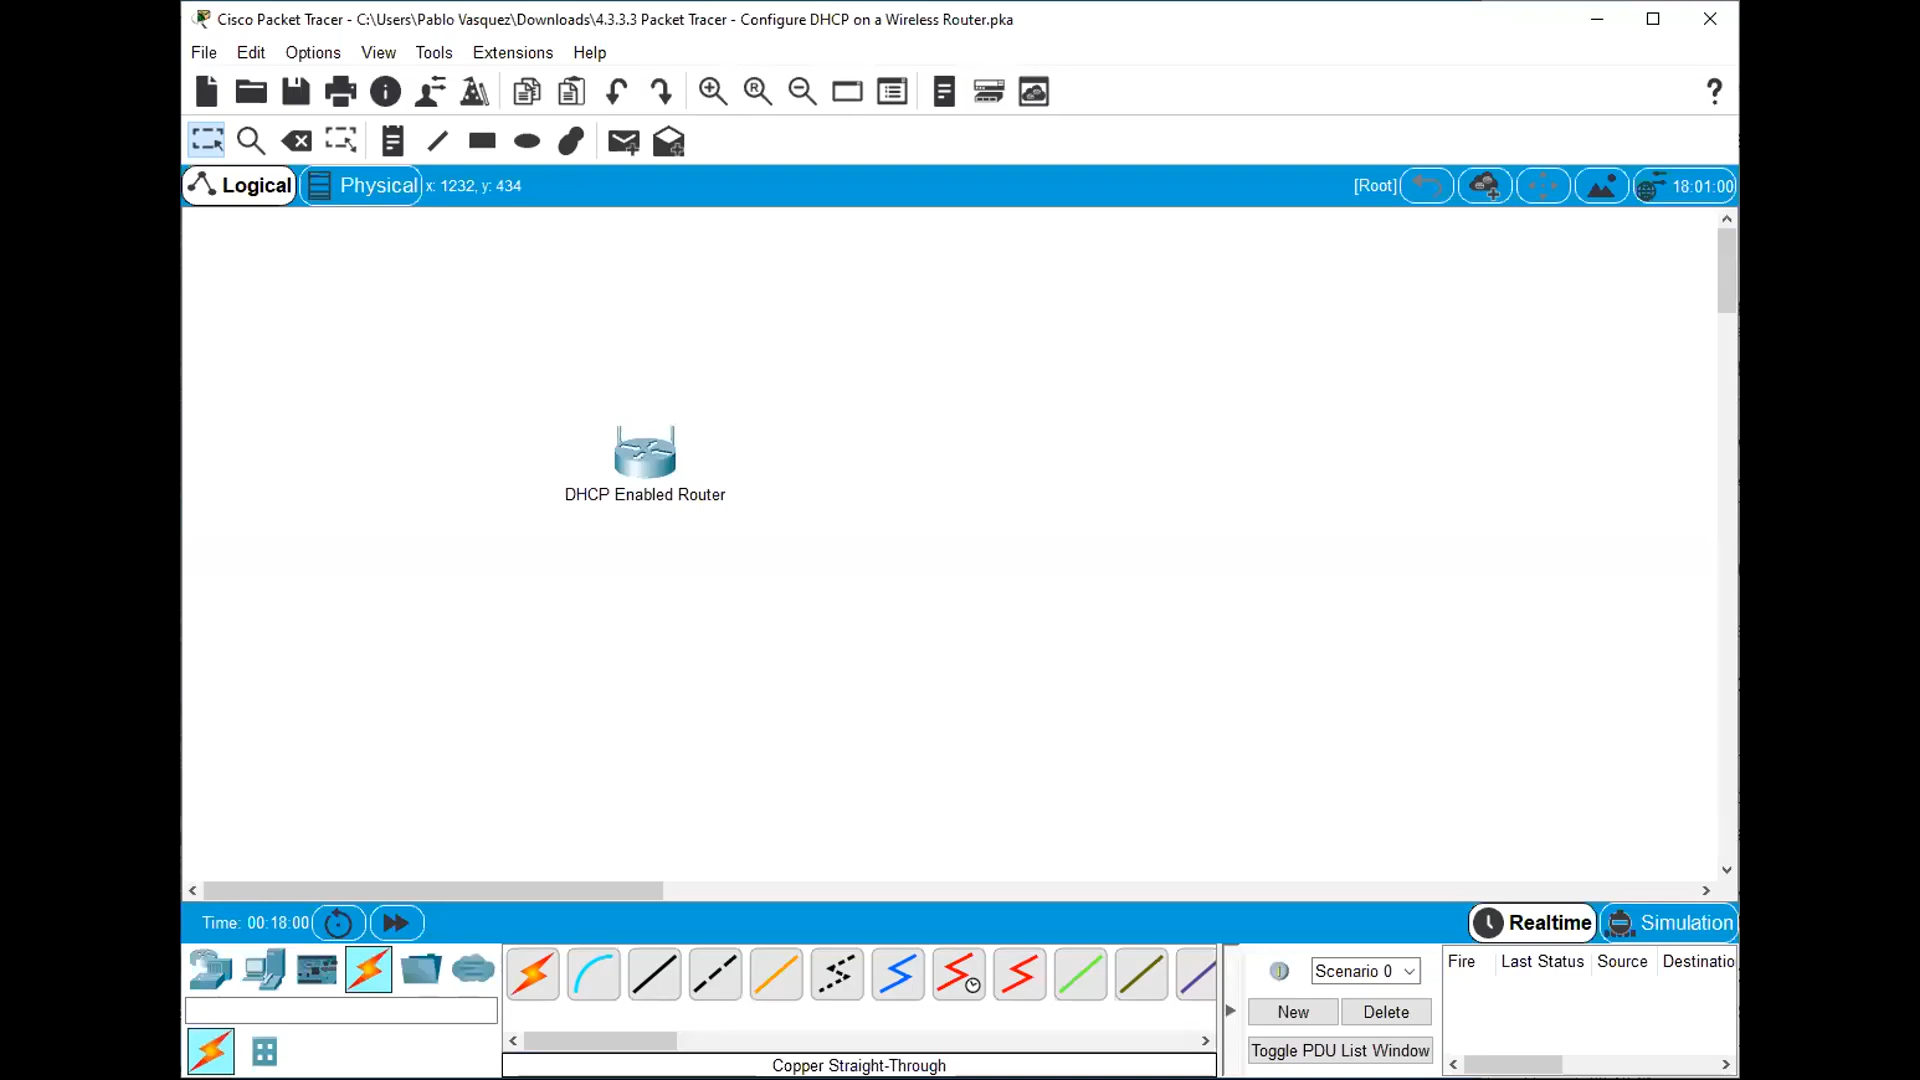 Cisco Packet Tracer - C:\Users\Pablo Vasquez\Downloads\4.3.3.3 Packet Tracer - Configure DHCP on a Wireless Router.pka
File Edit Options View Tools Extensions Help
Logical Physical x: 1232, y: 434 [Root] 18:01:00
DHCP Enabled Router
Time: 00:18:00 Realtime Simulation
Scenario 0
Fire Last Status Source Destinatio
New Delete
Toggle PDU List Window
Copper Straight-Through